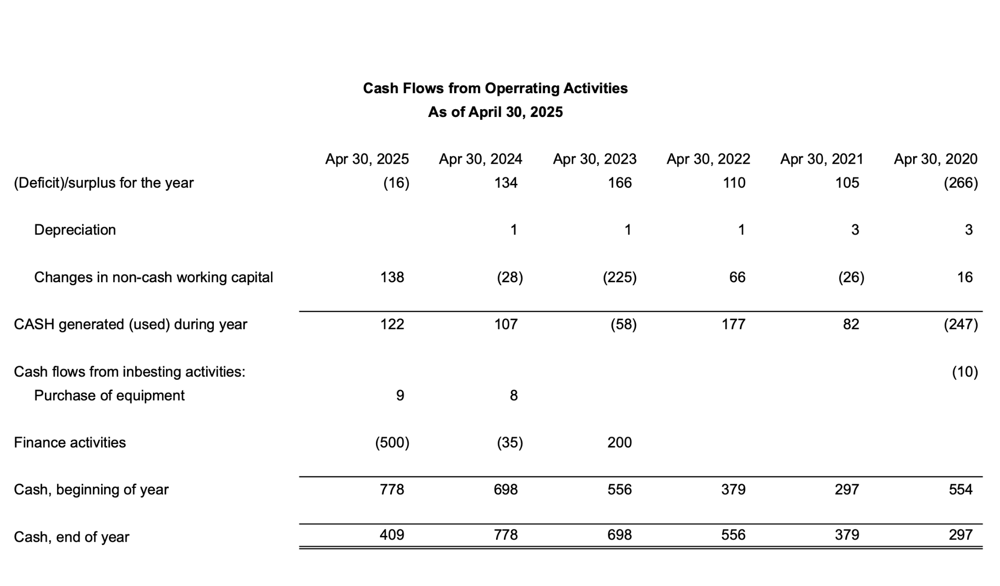 Cash Flows from Operrating Activities
As of April 30, 2025
Apr 30, 2025 Apr 30, 2024 Apr 30, 2023 Apr 30, 2022 Apr 30, 2021 Apr 30, 2020
(Deficit)/surplus for the year (16) 134 166 110 105 (266)
Depreciation 1 1 1 3 3
Changes in non-cash working capital 138 (28) (225) 66 (26) 16
CASH generated (used) during year 122 107 (58) 177 82 (247)
Cash flows from inbesting activities: (10)
Purchase of equipment 9 8
Finance activities (500) (35) 200
Cash, beginning of year 778 698 556 379 297 554
Cash, end of year 409 778 698 556 379 297